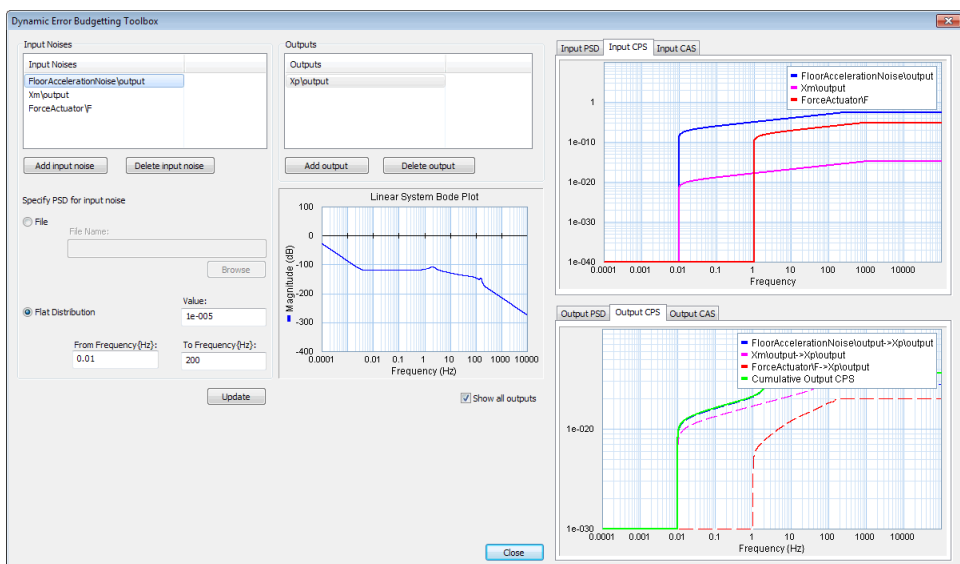 Dynamic Error Budgetting Toolbox
Input Noises
Input Noises
FloorAccelerationNoise\output
Xm\output
ForceActuator\F
Add input noise
Delete input noise
Specify PSD for input noise
File
File Name:
Browse
Flat Distribution
Value:
1e-005
From Frequency{Hz}:
0.01
To Frequency{Hz}:
200
Update
Outputs
Outputs
Xp\output
Add output
Delete output
Linear System Bode Plot
100
0
-100
-200
-300
-400
Magnitude (dB)
0.01 0.1 1 10 100 1000 10000
Frequency (Hz)
Show all outputs
Close
Input PSD Input CPS Input CAS
FloorAccelerationNoise\output
Xm\output
ForceActuator\F
1
1e-010
1e-020
1e-030
1e-040
0.0001 0.001 0.01 0.1 1 10 100 1000 10000
Frequency
Output PSD Output CPS Output CAS
FloorAccelerationNoise\output->Xp\output
Xm\output->Xp\output
ForceActuator\F->Xp\output
Cumulative Output CPS
1e-020
1e-030
0.0001 0.001 0.01 0.1 1 10 100 1000 10000
Frequency (Hz)